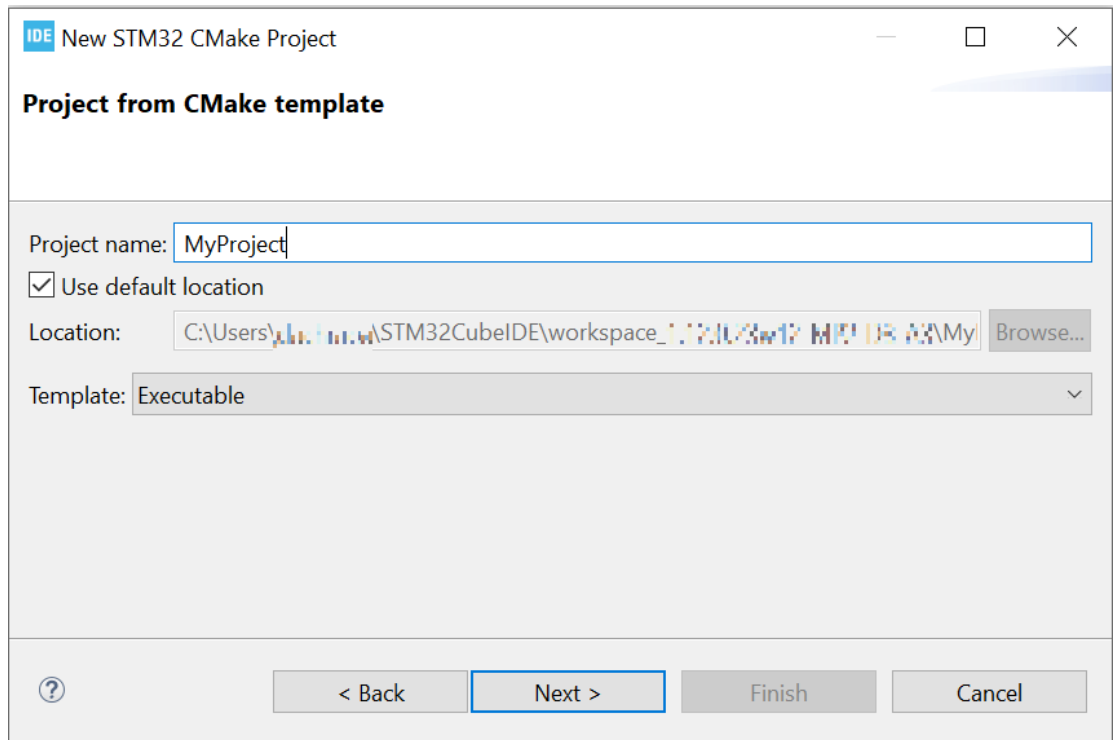 IDE New STM32 CMake Project
Project from CMake template
Project name: MyProject
Use default location
Location: C:\Users\ \STM32CubeIDE\workspace_ \My Browse...
Template: Executable
? < Back Next > Finish Cancel